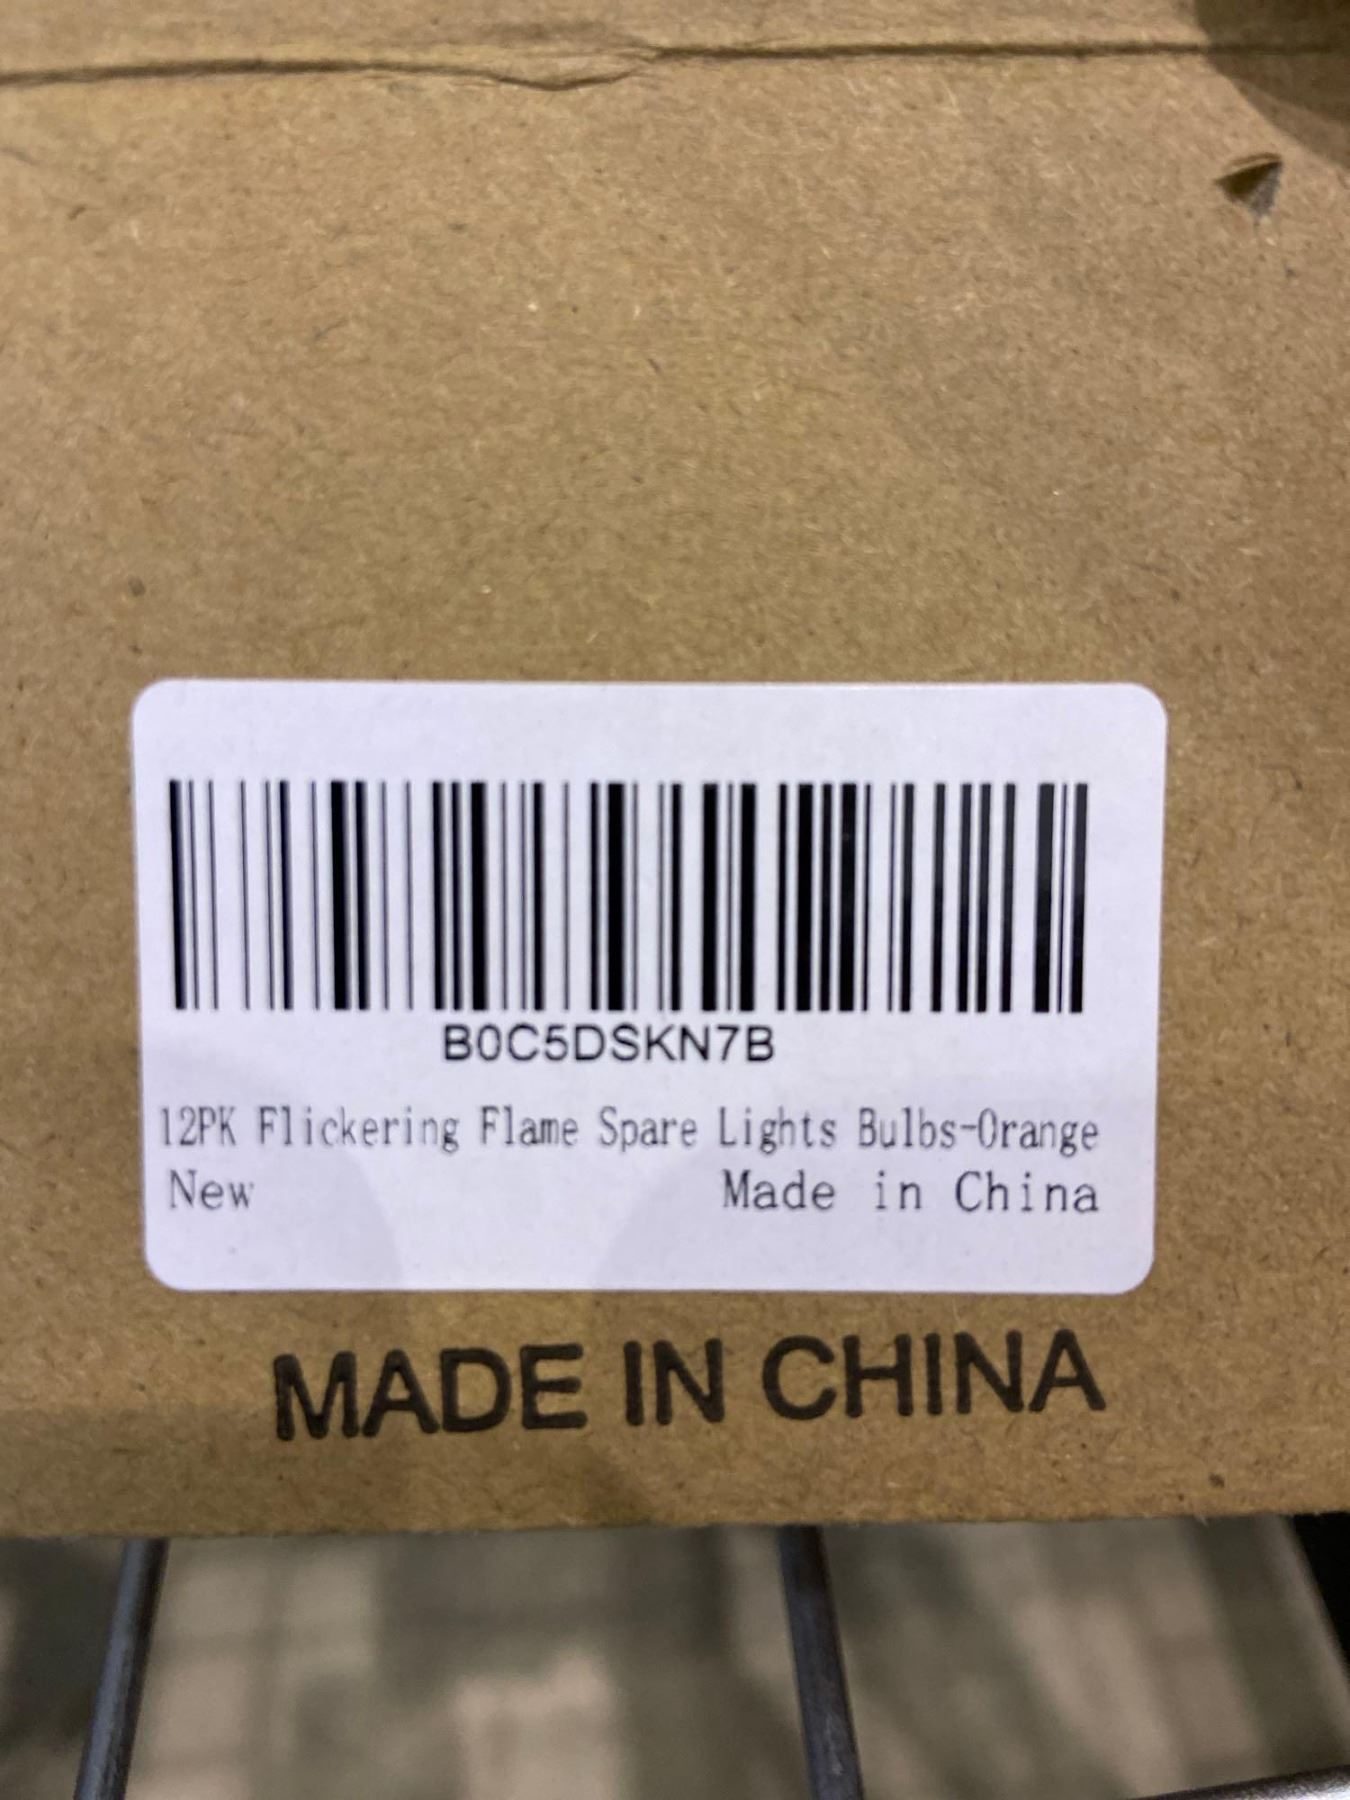 B0C5DSKN7B
12PK Flickering Flame Spare Lights Bulbs-Orange
New Made in China
MADE IN CHINA